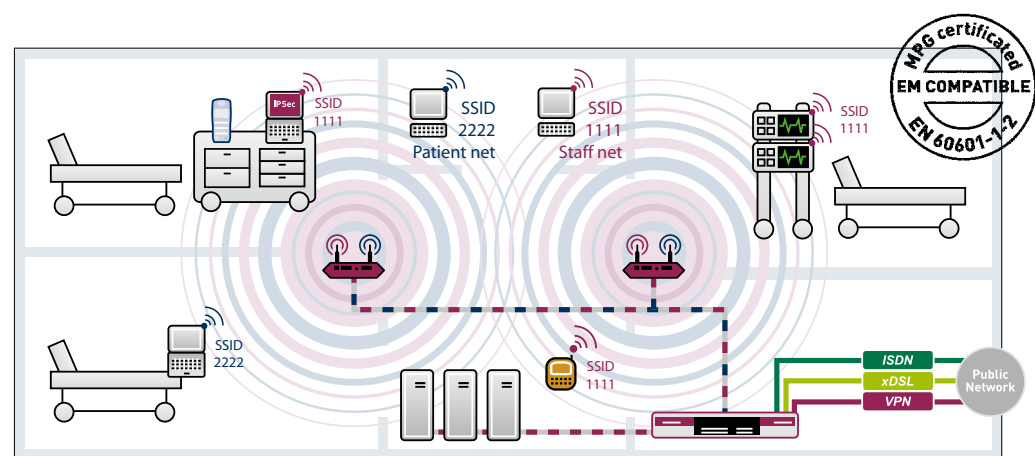 MPG certificated
EM COMPATIBLE
EN 60601-1-2
IPSec
SSID
1111
SSID
2222
Patient net
SSID
1111
Staff net
SSID
1111
SSID
2222
SSID
1111
ISDN
xDSL
VPN
Public
Network